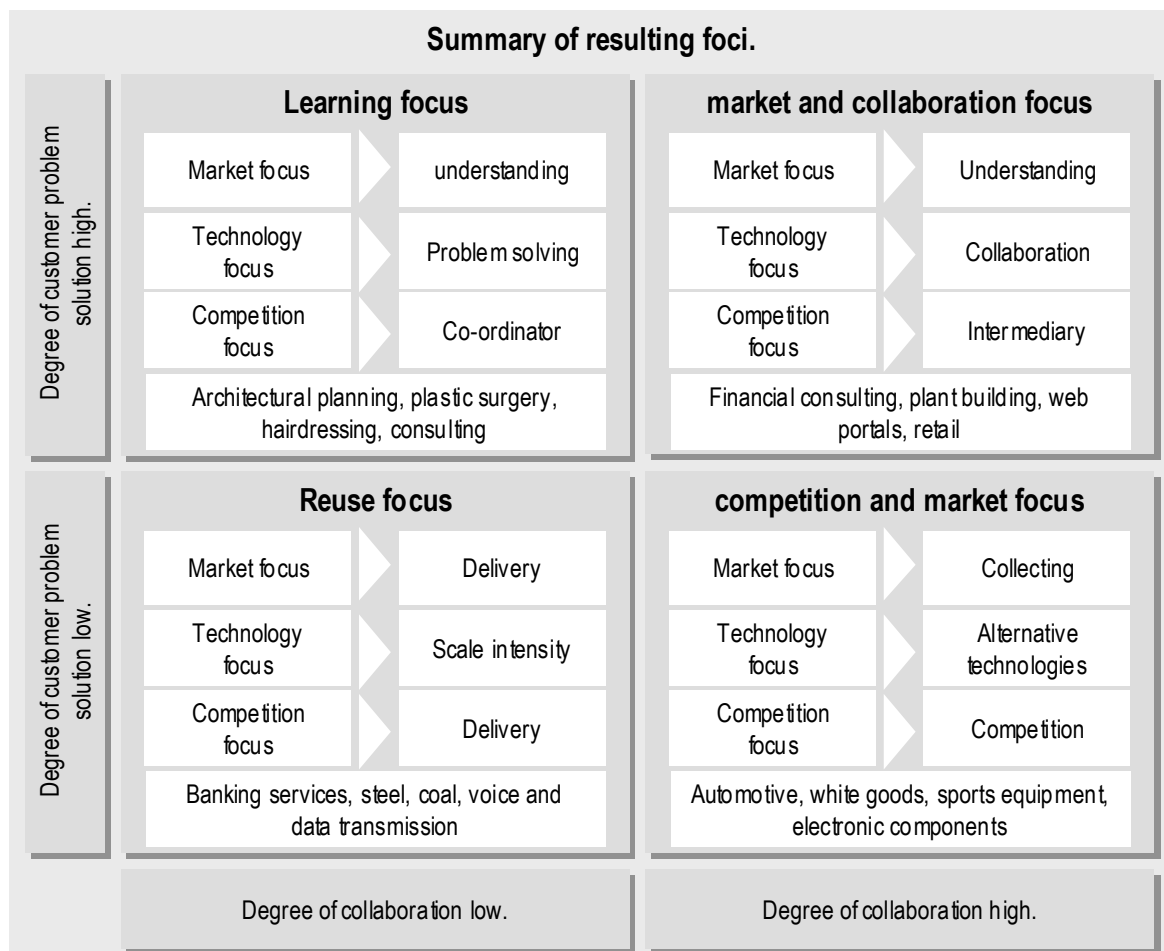 Summary of resulting foci.
Degree of customer problem
solution high.
Learning focus
Market focus
understanding
Technology
focus
Problem solving
Competition
focus
Co-ordinator
Architectural planning, plastic surgery,
hairdressing, consulting
market and collaboration focus
Market focus
Understanding
Technology
focus
Collaboration
Competition
focus
Intermediary
Financial consulting, plant building, web
portals, retail
Degree of customer problem
solution low.
Reuse focus
Market focus
Delivery
Technology
focus
Scale intensity
Competition
focus
Delivery
Banking services, steel, coal, voice and
data transmission
competition and market focus
Market focus
Collecting
Technology
focus
Alternative
technologies
Competition
focus
Competition
Automotive, white goods, sports equipment,
electronic components
Degree of collaboration low.
Degree of collaboration high.